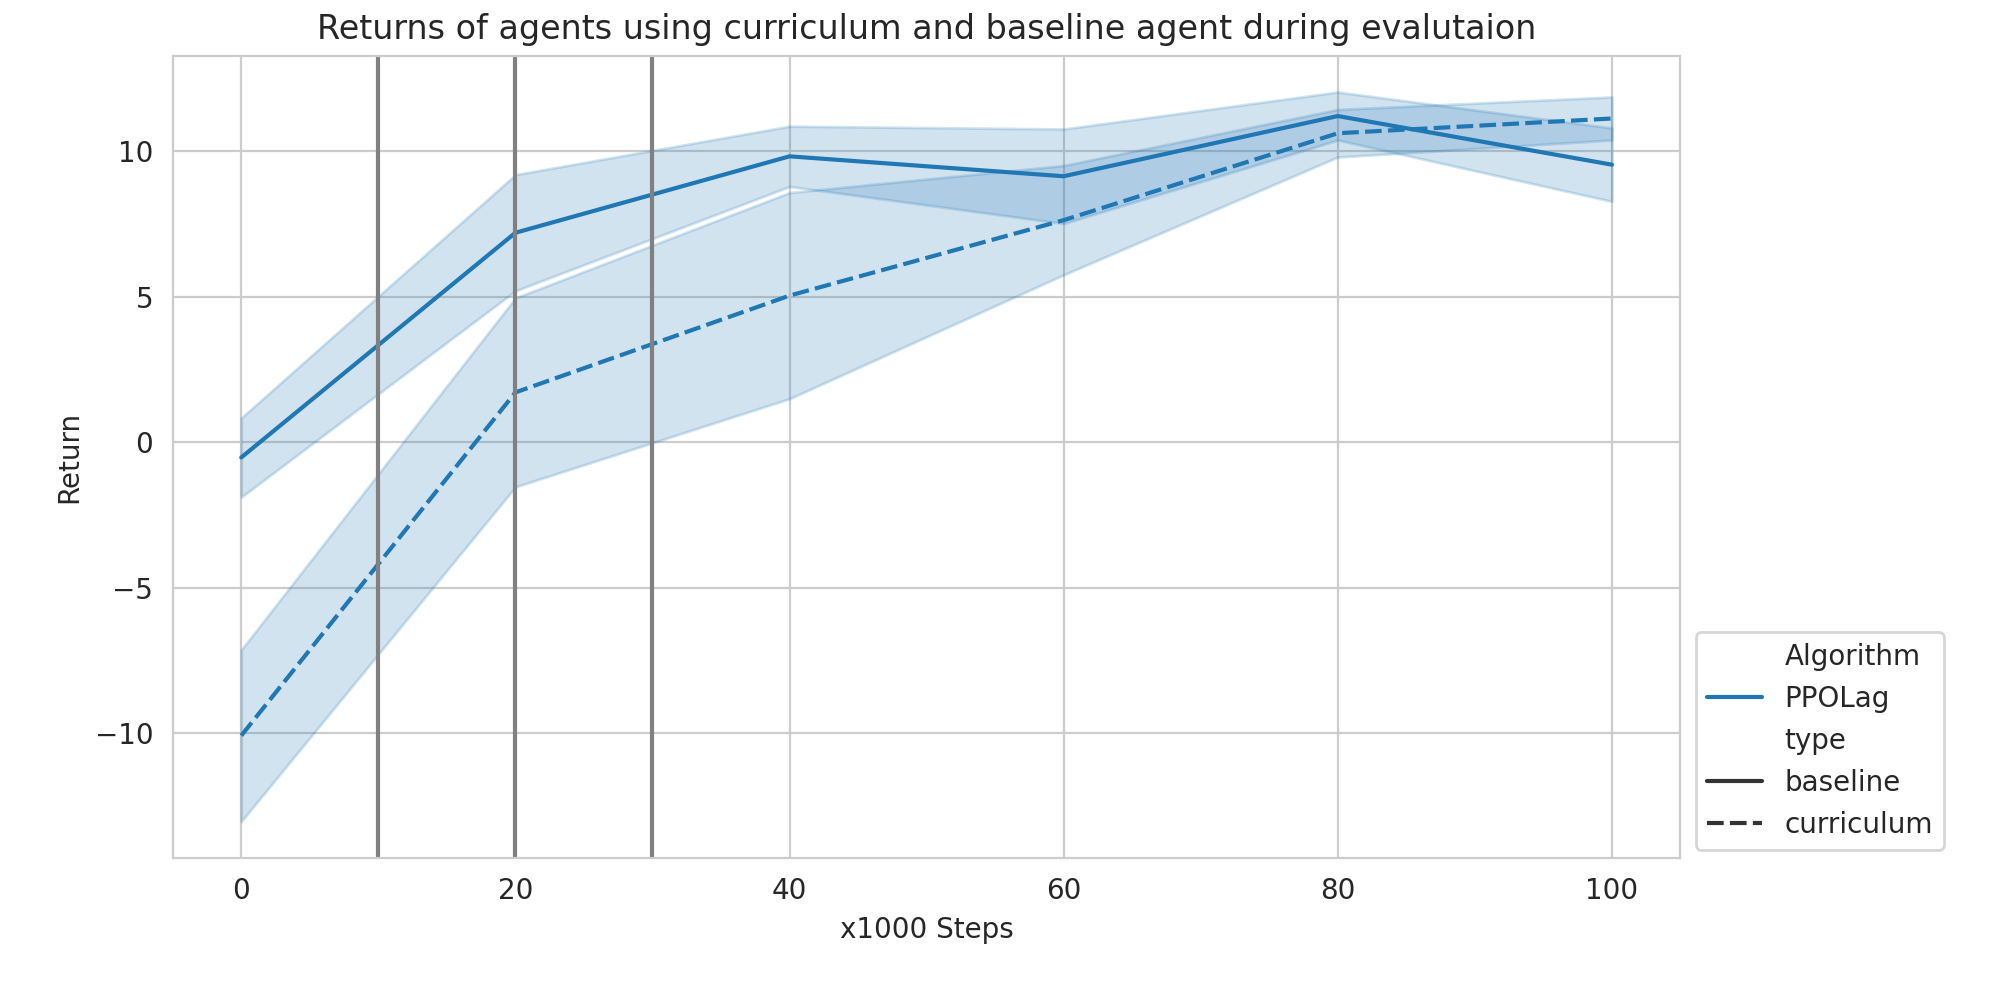 Returns of agents using curriculum and baseline agent during evalutaion
10
5
0
−5
−10
Return
0 20 40 60 80 100
x1000 Steps
Algorithm
PPOLag
type
baseline
curriculum